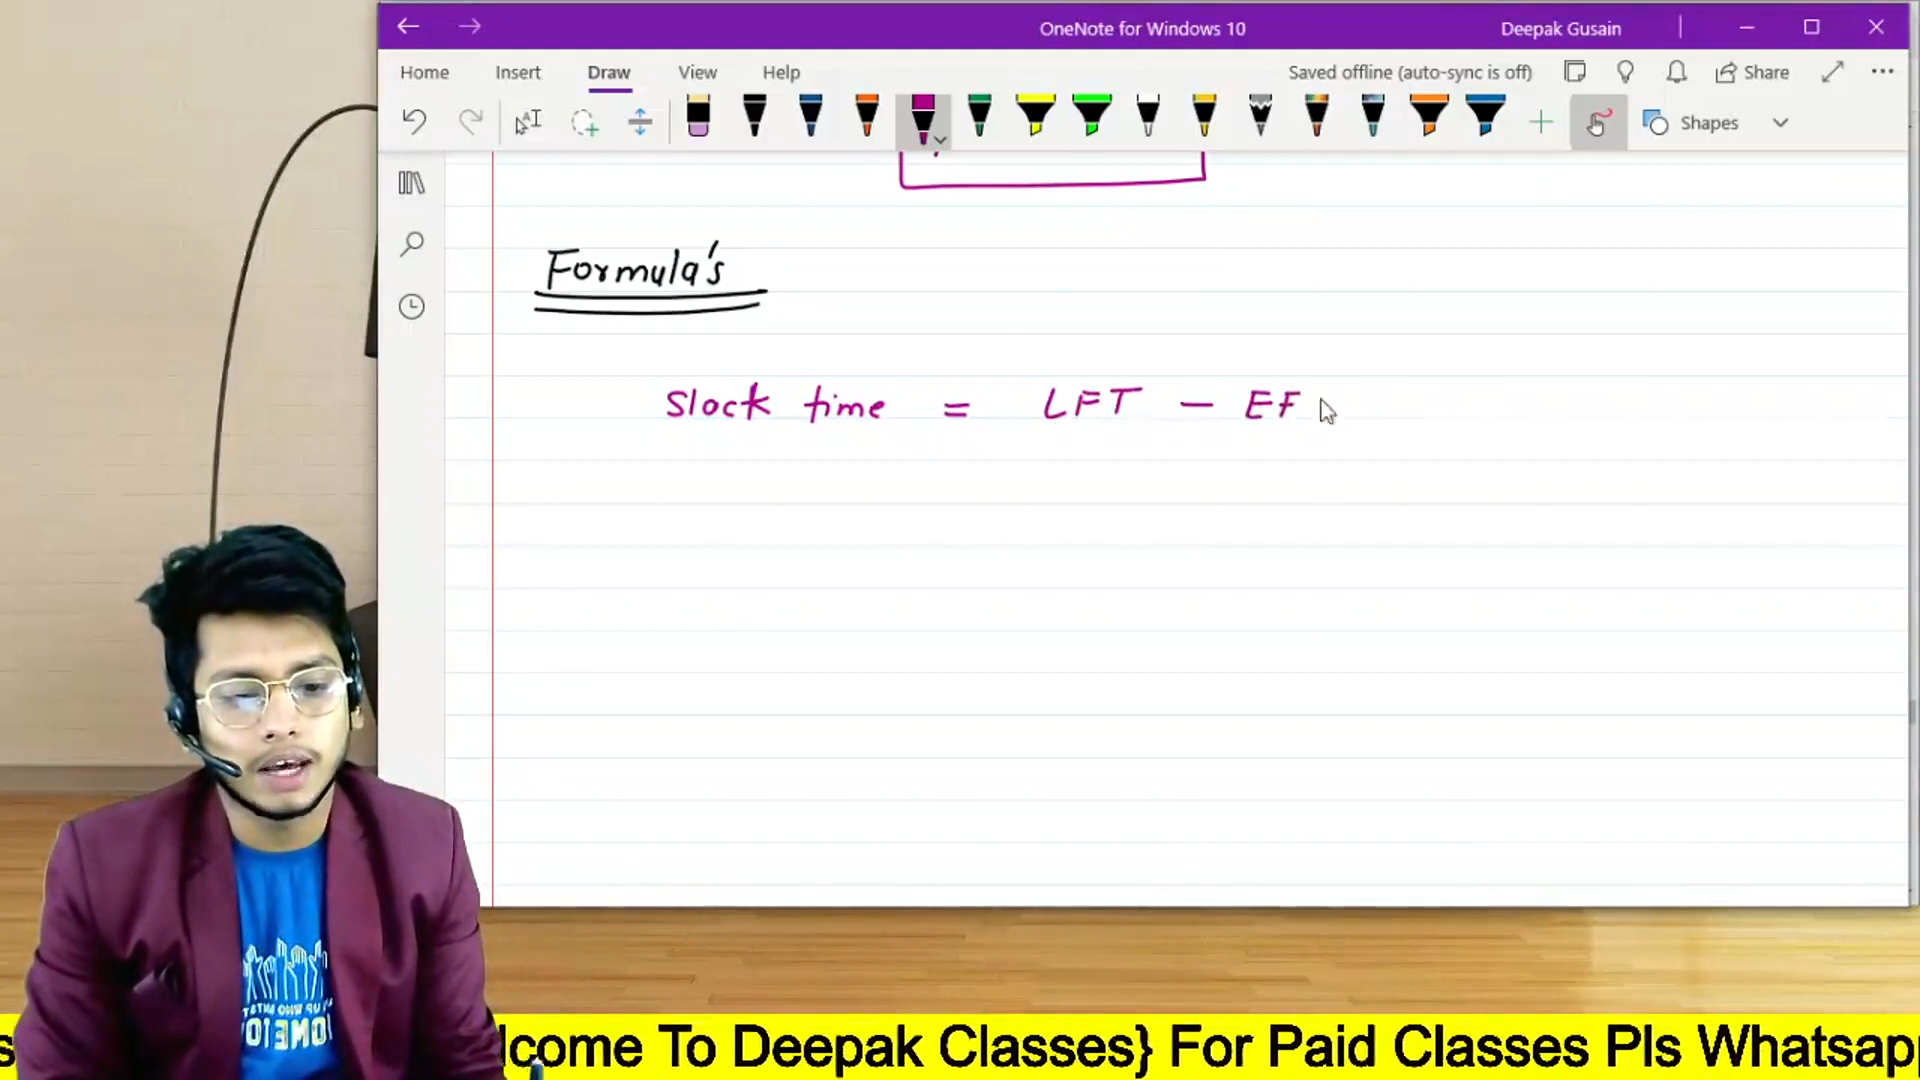 OneNote for Windows 10 Deepak Gusain
Home Insert Draw View Help Saved offline (auto-sync is off) Share
Shapes
Formula's
Slack time = LFT - EF
lcome To Deepak Classes} For Paid Classes Pls Whatsap